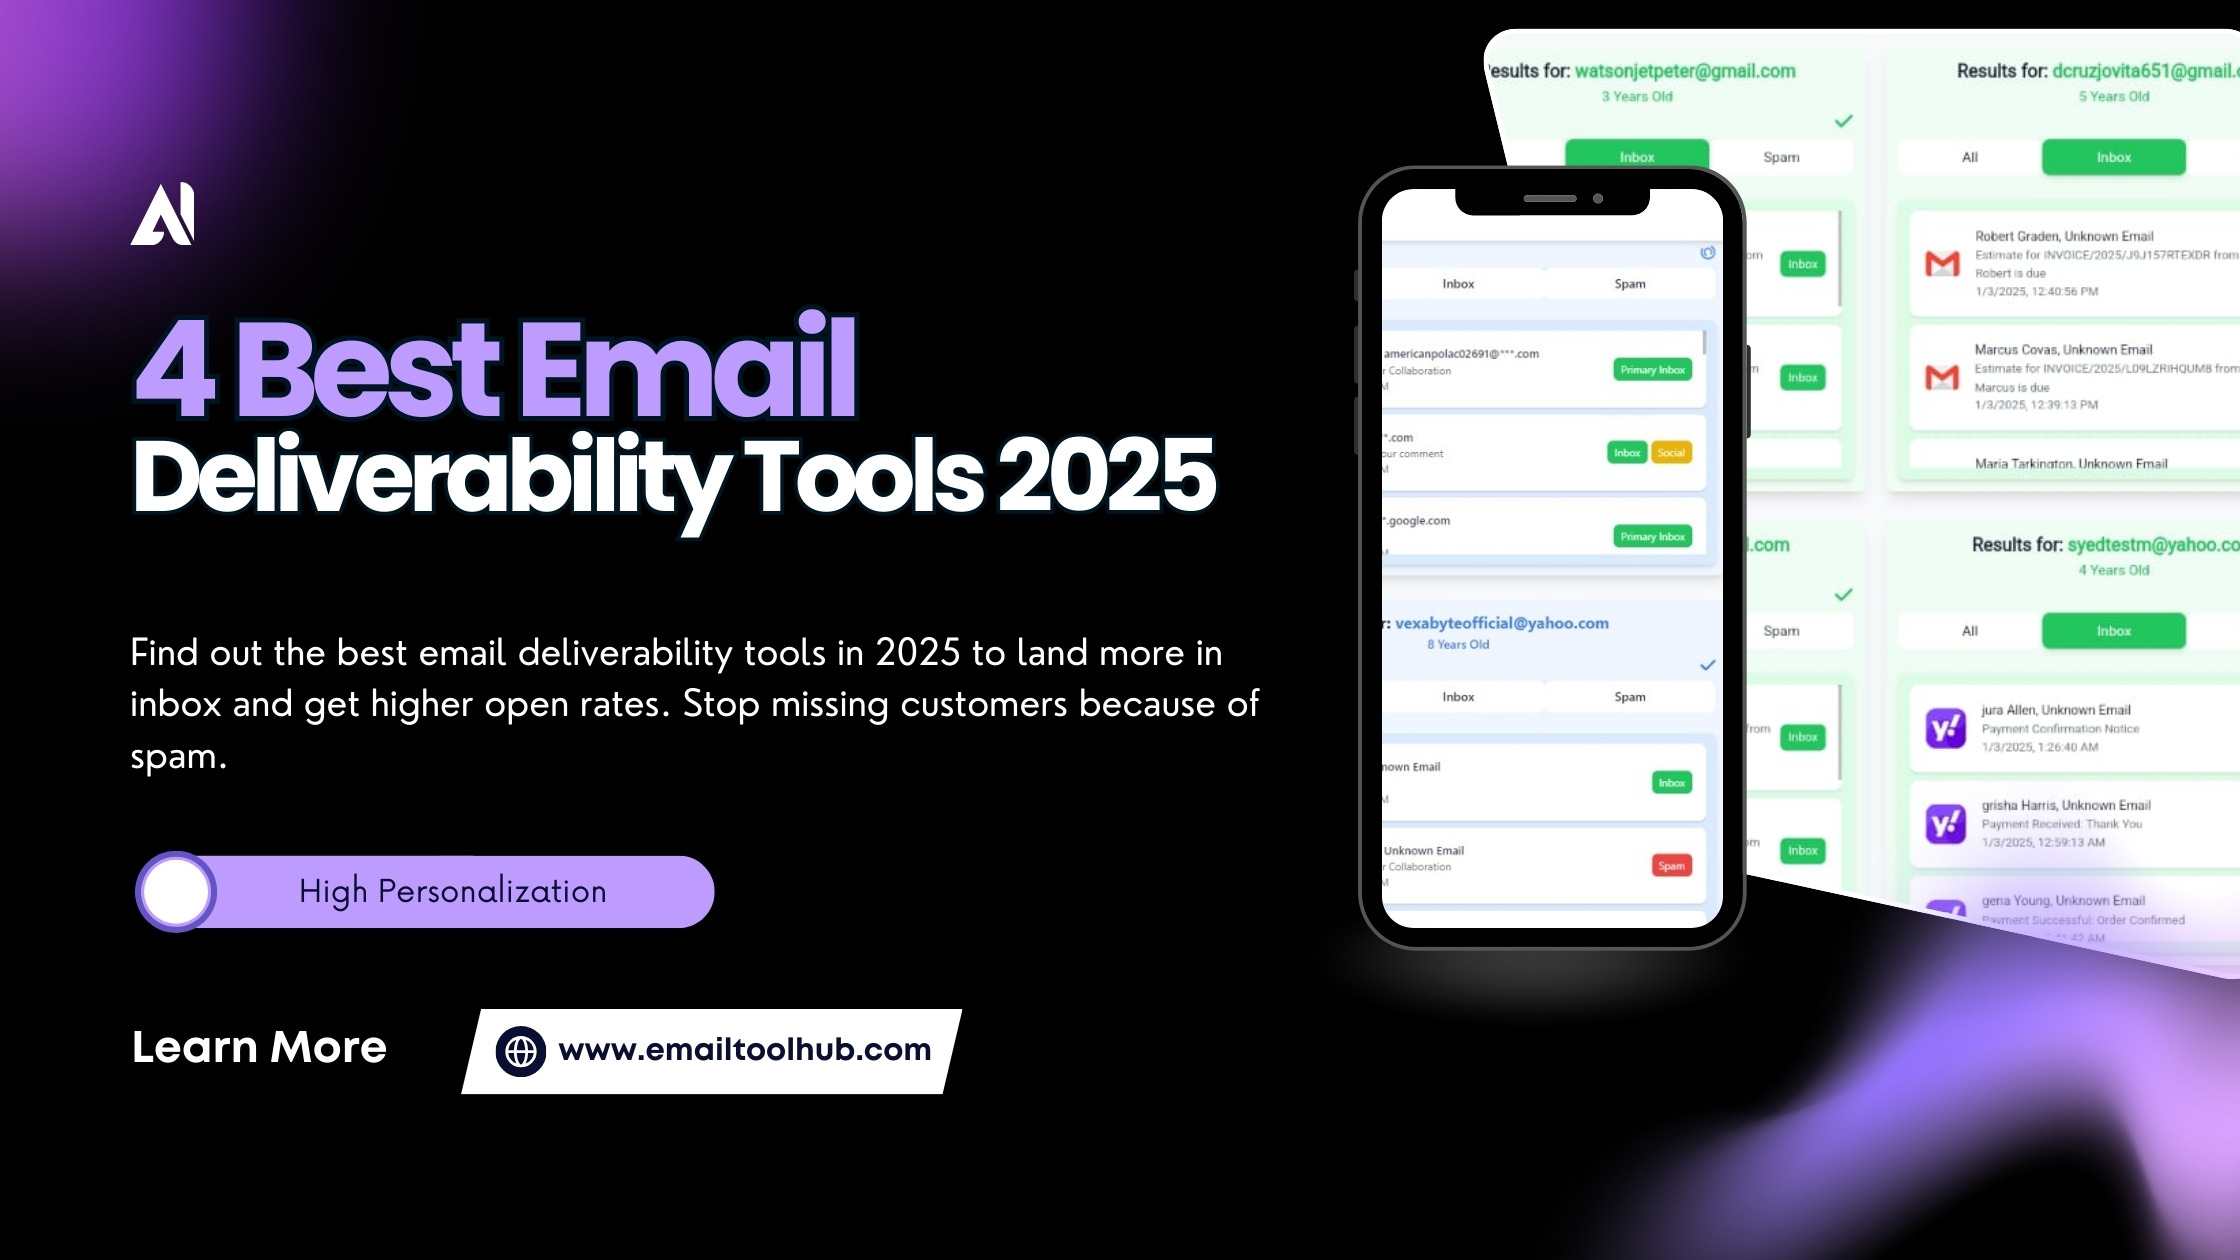 4 Best Email
Deliverability Tools 2025
Find out the best email deliverability tools in 2025 to land more in
inbox and get higher open rates. Stop missing customers because of
spam.
High Personalization
Learn More
www.emailtoolhub.com
Inbox Spam
americanpolac02691@***.com
r Collaboration
M
Primary Inbox
*.com
our comment
M
Inbox Social
*.google.com
Primary Inbox
r: vexabyteofficial@yahoo.com
8 Years Old
Inbox Spam
nown Email
M
Inbox
Unknown Email
r Collaboration
M
Spam
esults for: watsonjetpeter@gmail.com
3 Years Old
Inbox Spam
om
Inbox
m
Inbox
Results for: dcruzjovita651@gmail.c
5 Years Old
All Inbox
Robert Graden, Unknown Email
Estimate for INVOICE/2025/J9J157RTEXDR from
Robert is due
1/3/2025, 12:40:56 PM
Marcus Covas, Unknown Email
Estimate for INVOICE/2025/L09LZRIHQUM8 from
Marcus is due
1/3/2025, 12:39:13 PM
Maria Tarkington, Unknown Email
l.com
Spam
from
Inbox
m
Inbox
Results for: syedtestm@yahoo.co
4 Years Old
All Inbox
jura Allen, Unknown Email
Payment Confirmation Notice
1/3/2025, 1:26:40 AM
grisha Harris, Unknown Email
Payment Received: Thank You
1/3/2025, 12:59:13 AM
gena Young, Unknown Email
Payment Successful: Order Confirmed
:42 AM